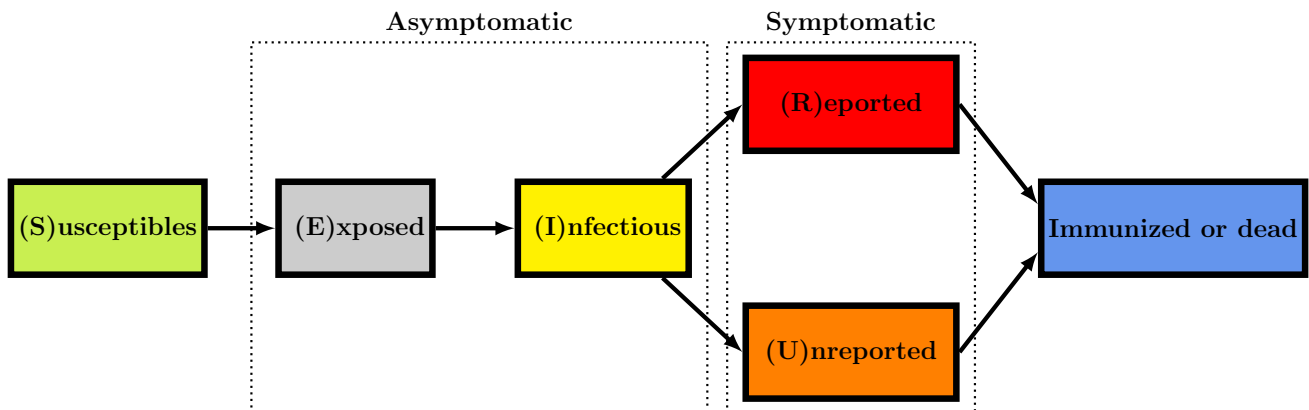 Asymptomatic
Symptomatic
(R)eported
(S)usceptibles
(E)xposed
(I)nfectious
Immunized or dead
(U)nreported